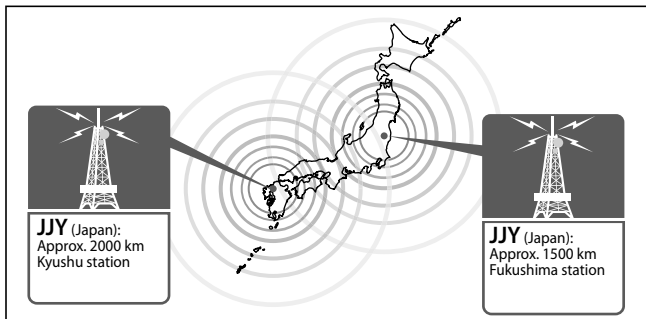 JJY (Japan):
Approx. 2000 km
Kyushu station
JJY (Japan):
Approx. 1500 km
Fukushima station